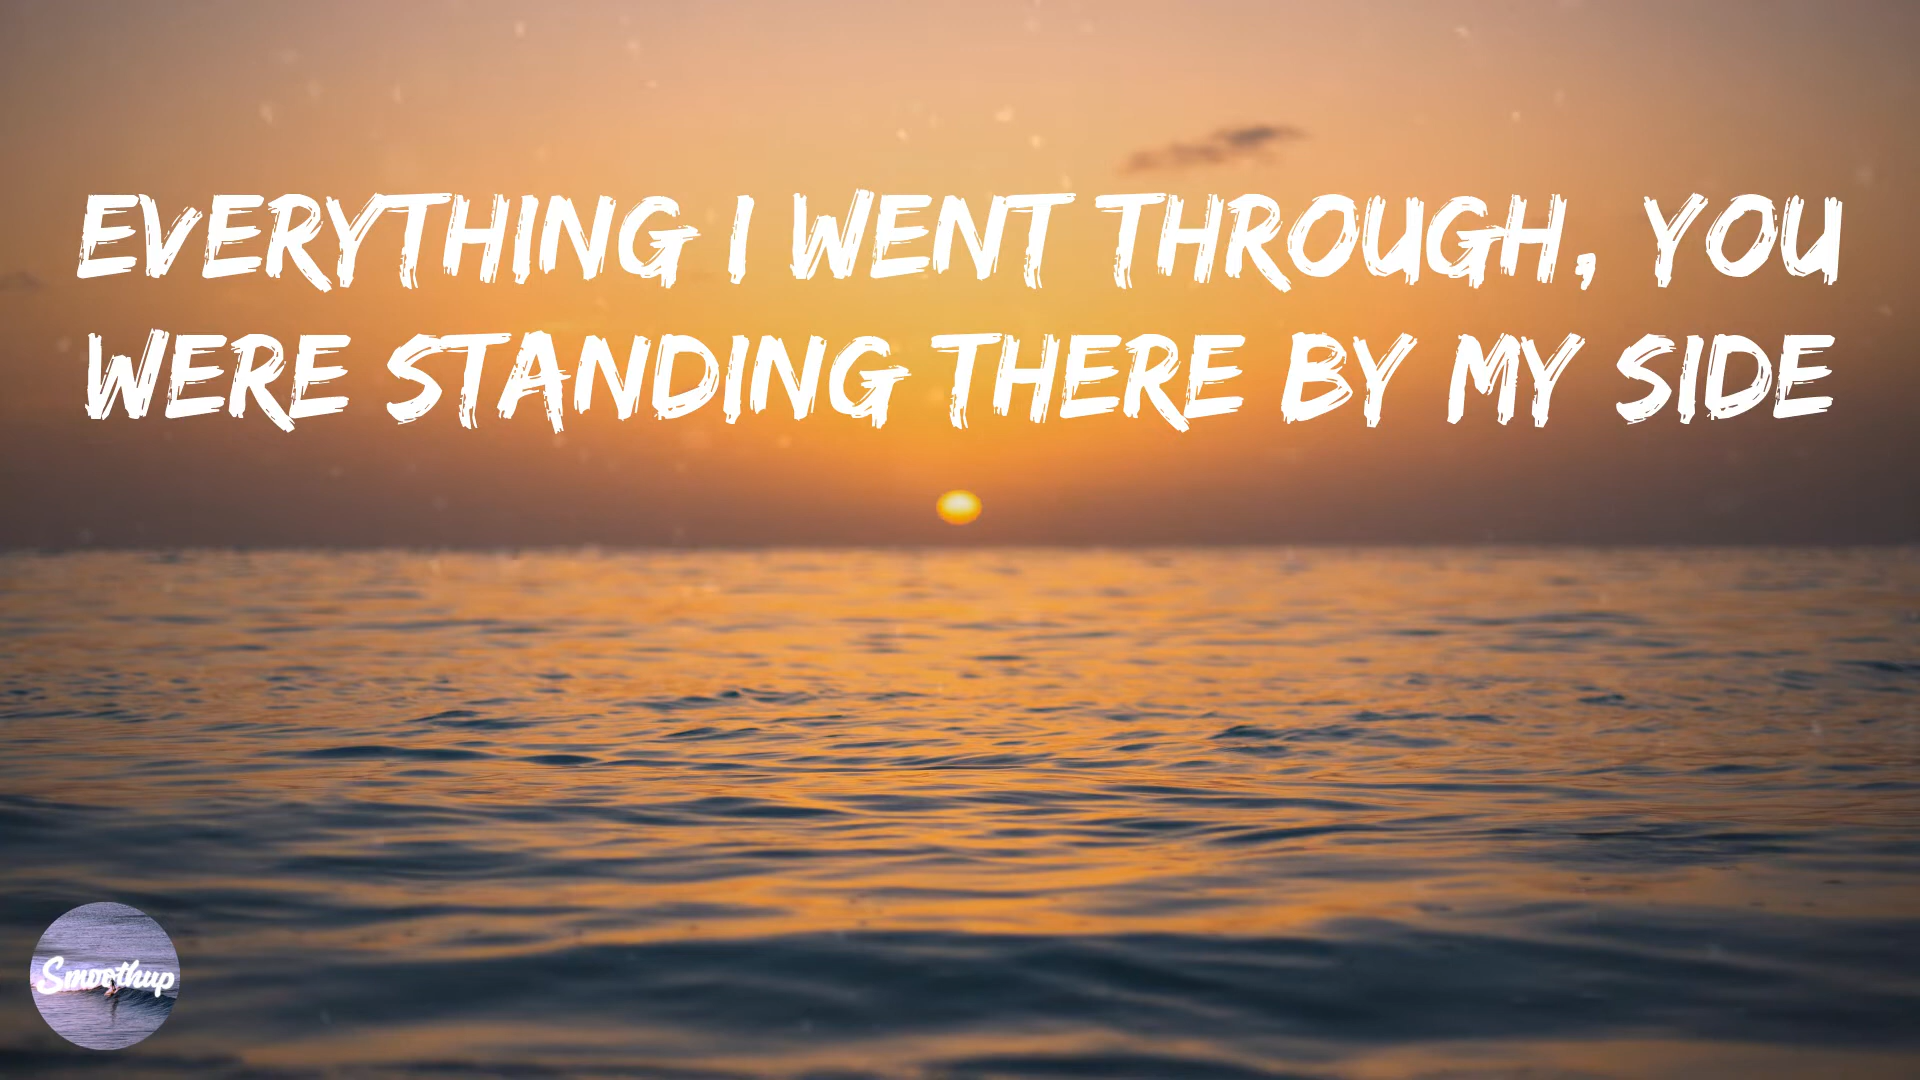 EVERYTHING I WENT THROUGH, YOU
WERE STANDING THERE BY MY SIDE
Smoothup